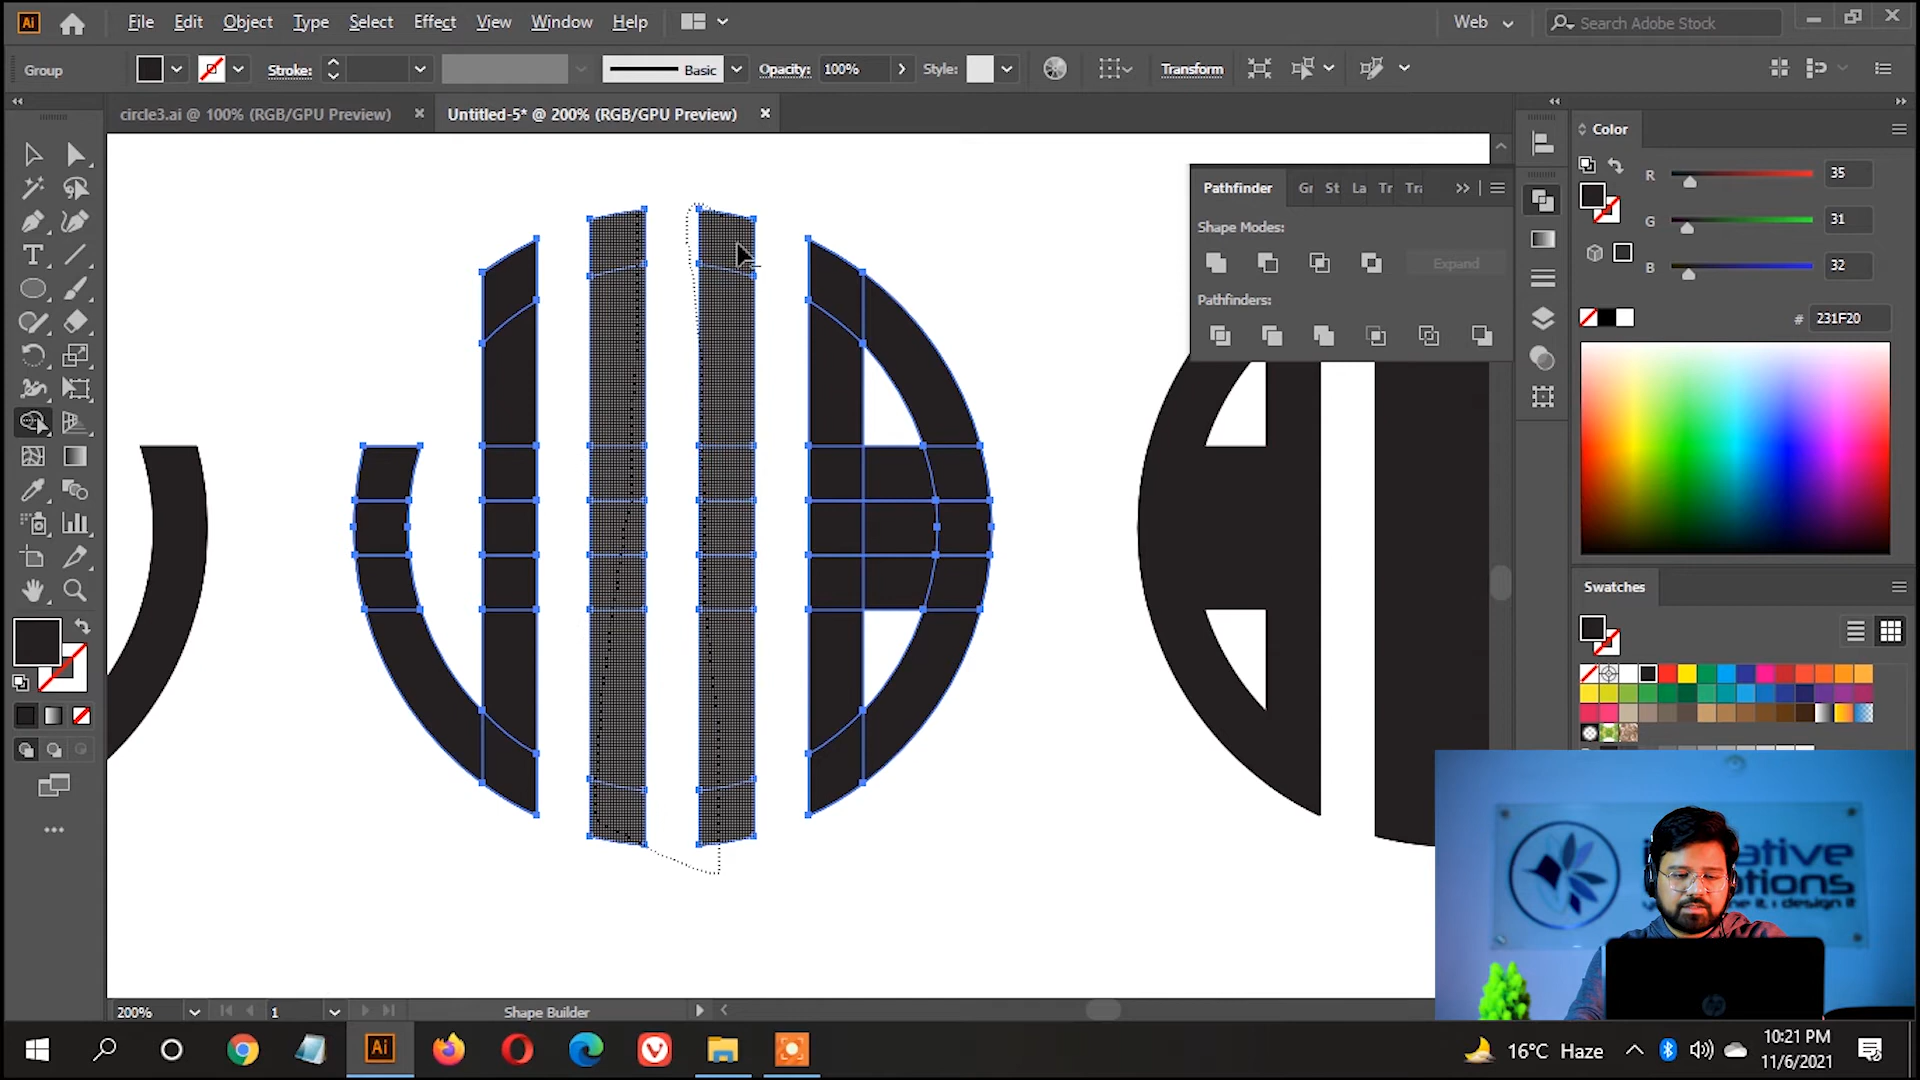 Ai File Edit Object Type Select Effect View Window Help Web Search Adobe Stock
Group Stroke: Basic Opacity: 100% Style: Transform
circle3.ai @ 100% (RGB/GPU Preview) Untitled-5* @ 200% (RGB/GPU Preview)
Color
R 35
G 31
B 32
# 231F20
Pathfinder Gr St La Tr Tra
Shape Modes:
Expand
Pathfinders:
Swatches
200% 1 Shape Builder
Ai 16°C Haze 10:21 PM
11/6/2021